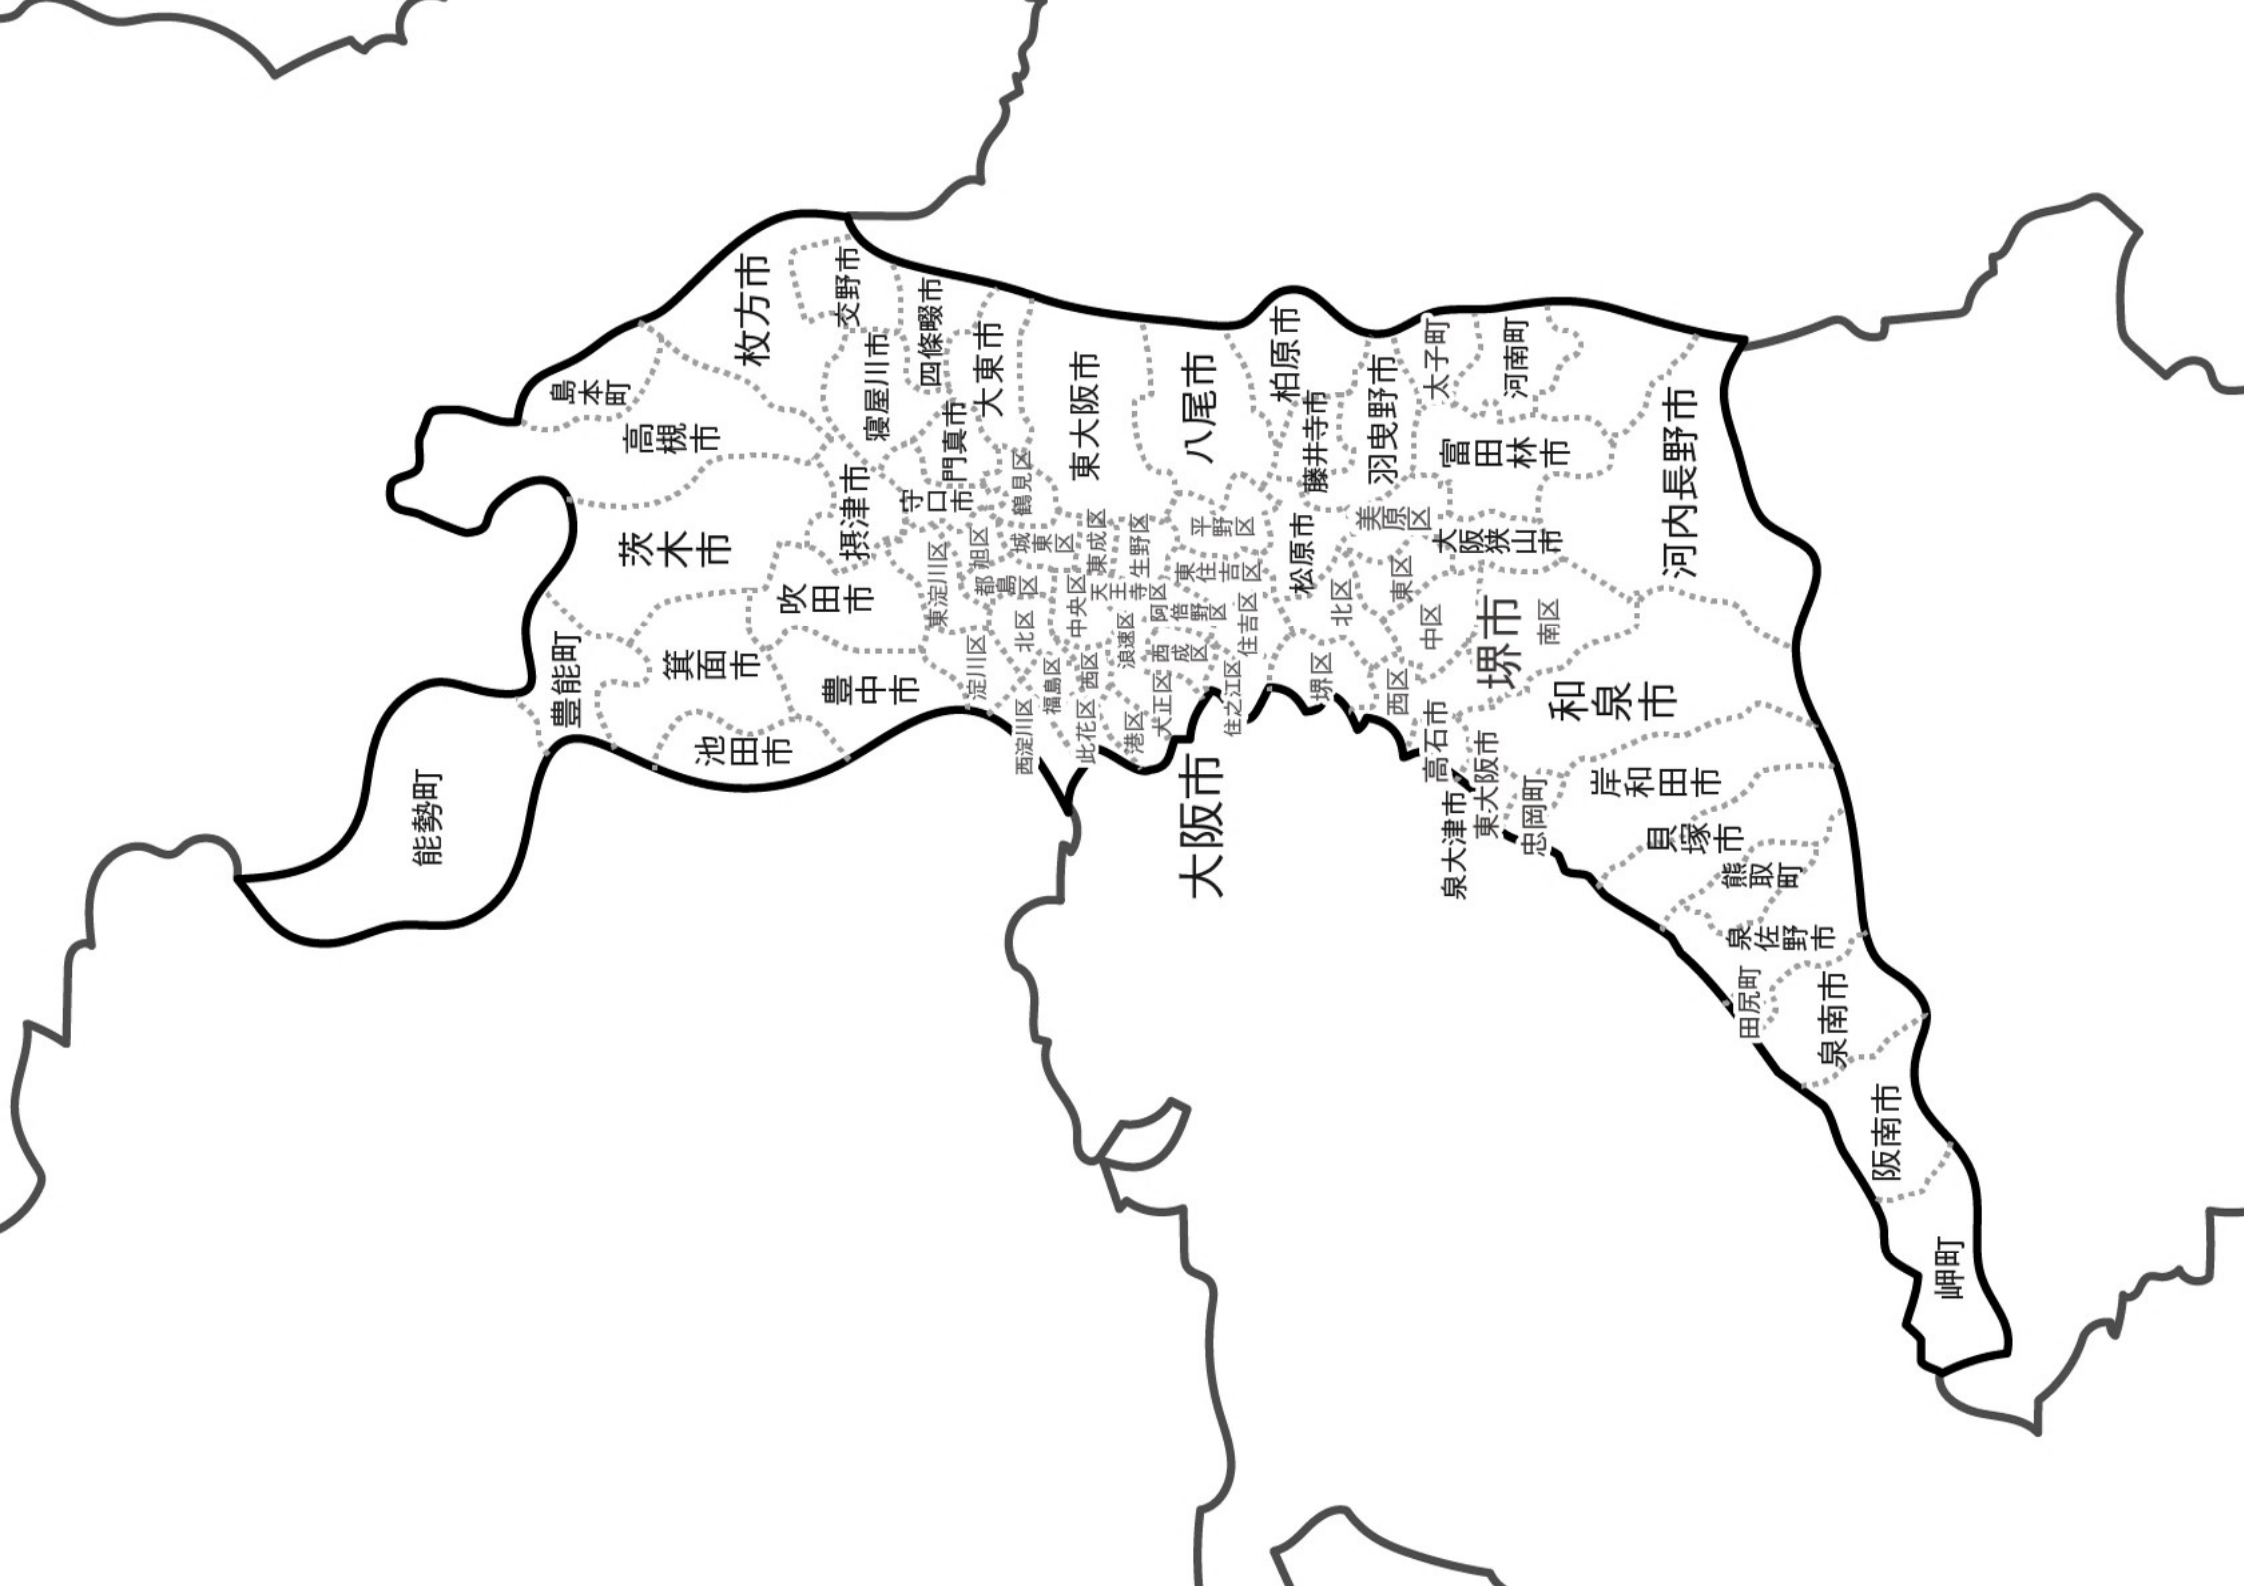 能勢町
豊能町
島本町
高槻市
茨木市
箕面市
池田市
枚方市
交野市
寝屋川市
摂津市
吹田市
豊中市
四條畷市
大東市
門真市
守口市
東大阪市
八尾市
柏原市
藤井寺市
羽曳野市
太子町
河南町
富田林市
河内長野市
大阪狭山市
松原市
大阪市
東淀川区
旭区
鶴見区
城東区
都島区
北区
淀川区
西淀川区
福島区
此花区
西区
中央区
東成区
生野区
天王寺区
浪速区
港区
大正区
西成区
阿倍野区
東住吉区
平野区
住吉区
住之江区
堺市
堺区
北区
東区
美原区
中区
西区
南区
高石市
泉大津市
東大阪市
忠岡町
和泉市
岸和田市
貝塚市
熊取町
泉佐野市
田尻町
泉南市
阪南市
岬町